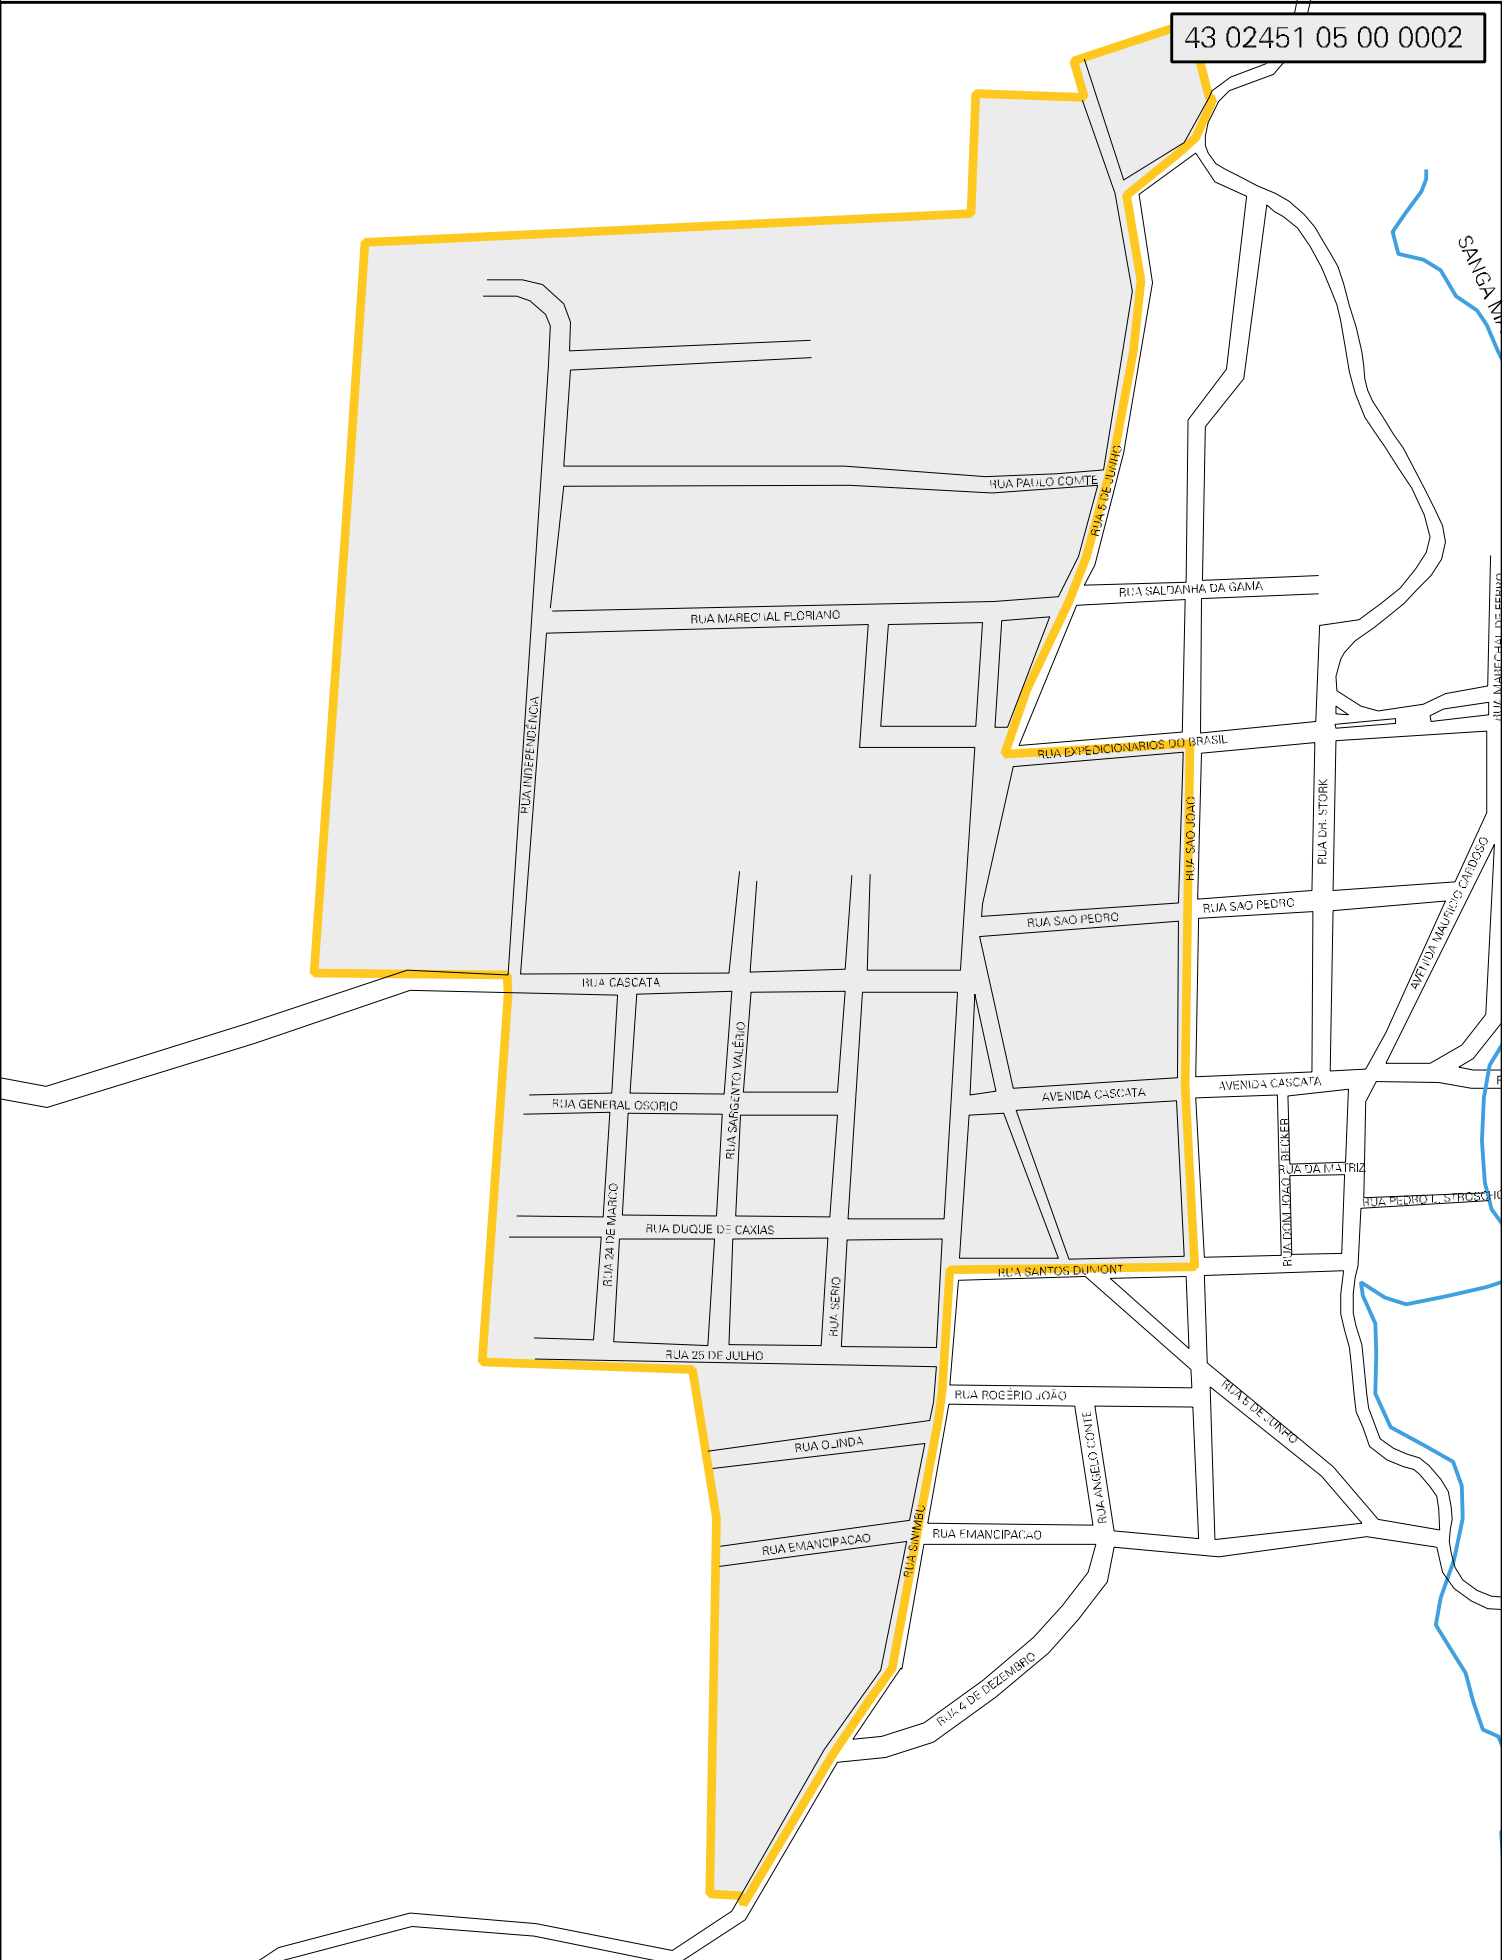 43 02451 05 00 0002
RUA PAULO COMTE
RUA 5 DE JUNHO
RUA SALDANHA DA GAMA
RUA MARECHAL FLORIANO
RUA MARECHAL DE FERRO
RUA INDEPENDÊNCIA
RUA EXPEDICIONARIOS DO BRASIL
RUA SAO JOAO
RUA DR. STORK
AVENIDA MAURICIO CARDOSO
RUA SAO PEDRO
RUA SAO PEDRO
RUA CASCATA
RUA SARGENTO VALÉRIO
RUA GENERAL OSORIO
AVENIDA CASCATA
AVENIDA CASCATA
RUA DOM JOAO BECKER
RUA DA MATRIZ
RUA 24 DE MARCO
RUA DUQUE DE CAXIAS
RUA SANTOS DUMONT
RUA SERIO
RUA 25 DE JULHO
RUA ROGÉRIO JOÃO
RUA 5 DE JUNHO
RUA ANGELO CONTE
RUA OLINDA
RUA SINIMBU
RUA EMANCIPACAO
RUA EMANCIPACAO
RUA 4 DE DEZEMBRO
SANGA
RUA PEDRO